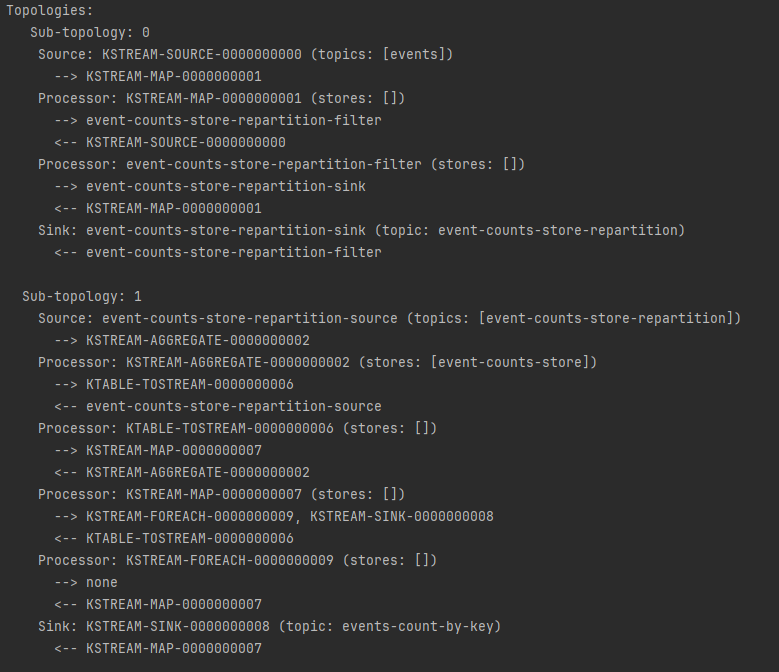 Topologies:
Sub-topology: 0
Source: KSTREAM-SOURCE-0000000000 (topics: [events])
--> KSTREAM-MAP-0000000001
Processor: KSTREAM-MAP-0000000001 (stores: [])
--> event-counts-store-repartition-filter
<-- KSTREAM-SOURCE-0000000000
Processor: event-counts-store-repartition-filter (stores: [])
--> event-counts-store-repartition-sink
<-- KSTREAM-MAP-0000000001
Sink: event-counts-store-repartition-sink (topic: event-counts-store-repartition)
<-- event-counts-store-repartition-filter

Sub-topology: 1
Source: event-counts-store-repartition-source (topics: [event-counts-store-repartition])
--> KSTREAM-AGGREGATE-0000000002
Processor: KSTREAM-AGGREGATE-0000000002 (stores: [event-counts-store])
--> KTABLE-TOSTREAM-0000000006
<-- event-counts-store-repartition-source
Processor: KTABLE-TOSTREAM-0000000006 (stores: [])
--> KSTREAM-MAP-0000000007
<-- KSTREAM-AGGREGATE-0000000002
Processor: KSTREAM-MAP-0000000007 (stores: [])
--> KSTREAM-FOREACH-0000000009, KSTREAM-SINK-0000000008
<-- KTABLE-TOSTREAM-0000000006
Processor: KSTREAM-FOREACH-0000000009 (stores: [])
--> none
<-- KSTREAM-MAP-0000000007
Sink: KSTREAM-SINK-0000000008 (topic: events-count-by-key)
<-- KSTREAM-MAP-0000000007